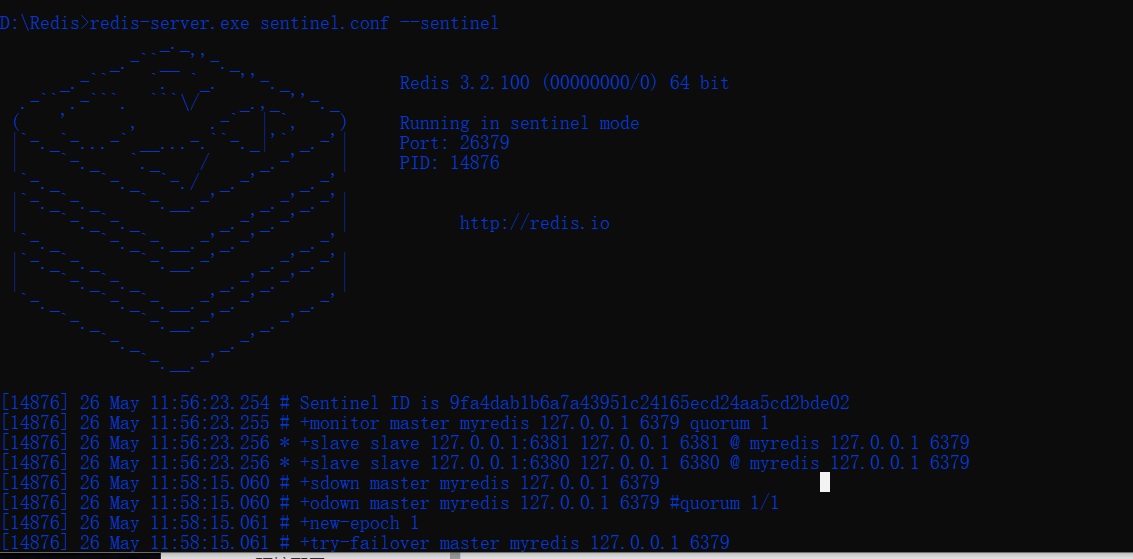 D:\Redis>redis-server.exe sentinel.conf --sentinel
Redis 3.2.100 (00000000/0) 64 bit
Running in sentinel mode
Port: 26379
PID: 14876
http://redis.io
[14876] 26 May 11:56:23.254 # Sentinel ID is 9fa4dab1b6a7a43951c24165ecd24aa5cd2bde02
[14876] 26 May 11:56:23.255 # +monitor master myredis 127.0.0.1 6379 quorum 1
[14876] 26 May 11:56:23.256 * +slave slave 127.0.0.1:6381 127.0.0.1 6381 @ myredis 127.0.0.1 6379
[14876] 26 May 11:56:23.256 * +slave slave 127.0.0.1:6380 127.0.0.1 6380 @ myredis 127.0.0.1 6379
[14876] 26 May 11:58:15.060 # +sdown master myredis 127.0.0.1 6379
[14876] 26 May 11:58:15.060 # +odown master myredis 127.0.0.1 6379 #quorum 1/1
[14876] 26 May 11:58:15.061 # +new-epoch 1
[14876] 26 May 11:58:15.061 # +try-failover master myredis 127.0.0.1 6379